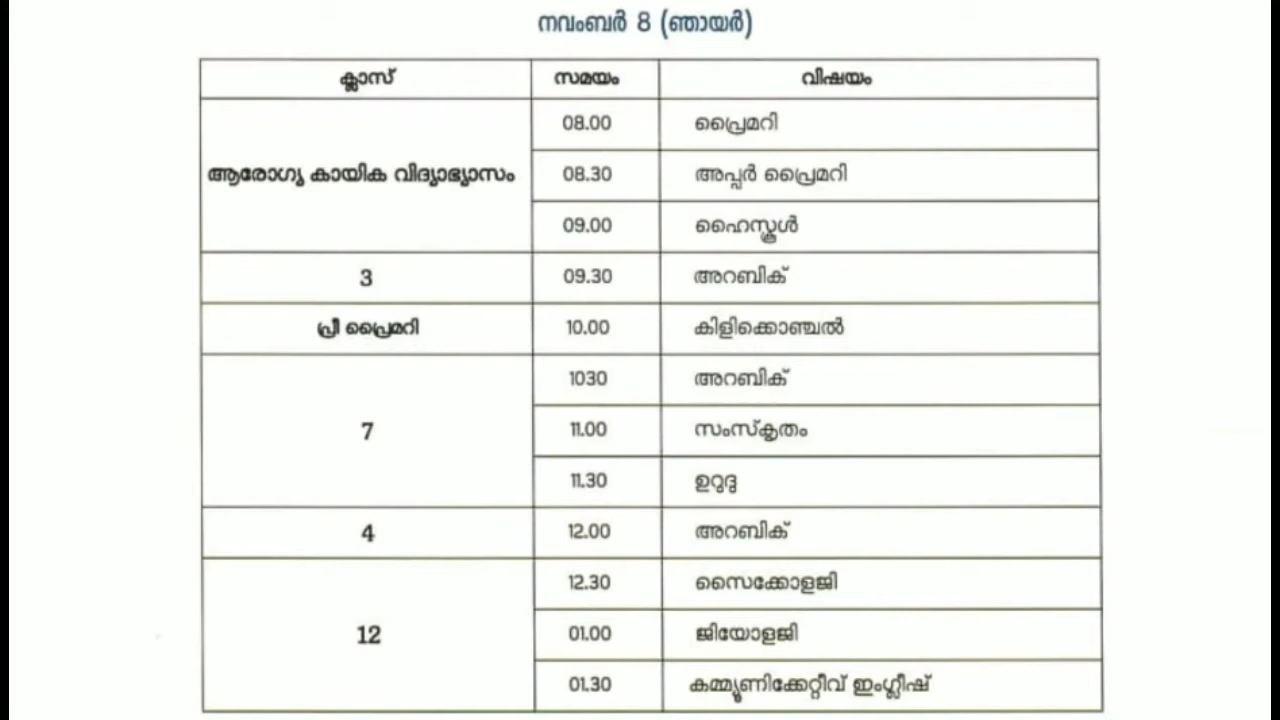 നവംബർ 8 (ഞായർ)
ക്ലാസ് സമയം വിഷയം
ആരോഗ്യ കായിക വിദ്യാഭ്യാസം 08.00 പ്രൈമറി
08.30 അപ്പർ പ്രൈമറി
09.00 ഹൈസ്കൂൾ
3 09.30 അറബിക്
പ്രീ പ്രൈമറി 10.00 കിളിക്കൊഞ്ചൽ
7 1030 അറബിക്
11.00 സംസ്കൃതം
11.30 ഉറുദു
4 12.00 അറബിക്
12 12.30 സൈക്കോളജി
01.00 ജിയോളജി
01.30 കമ്മ്യൂണിക്കേറ്റീവ് ഇംഗ്ലീഷ്